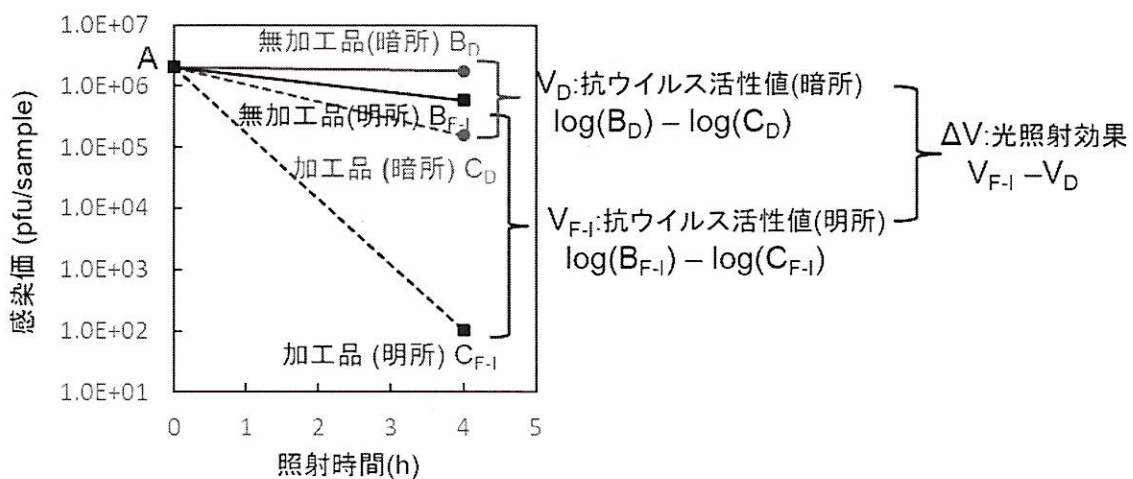 1.0E+07
1.0E+06
1.0E+05
1.0E+04
1.0E+03
1.0E+02
1.0E+01
感染価 (pfu/sample)
A
無加工品(暗所) B_D
無加工品(明所) B_F-I
加工品 (暗所) C_D
加工品 (明所) C_F-I
0 1 2 3 4 5
照射時間(h)
V_D:抗ウイルス活性値(暗所)
log(B_D) – log(C_D)
V_F-I:抗ウイルス活性値(明所)
log(B_F-I) – log(C_F-I)
ΔV:光照射効果
V_F-I –V_D